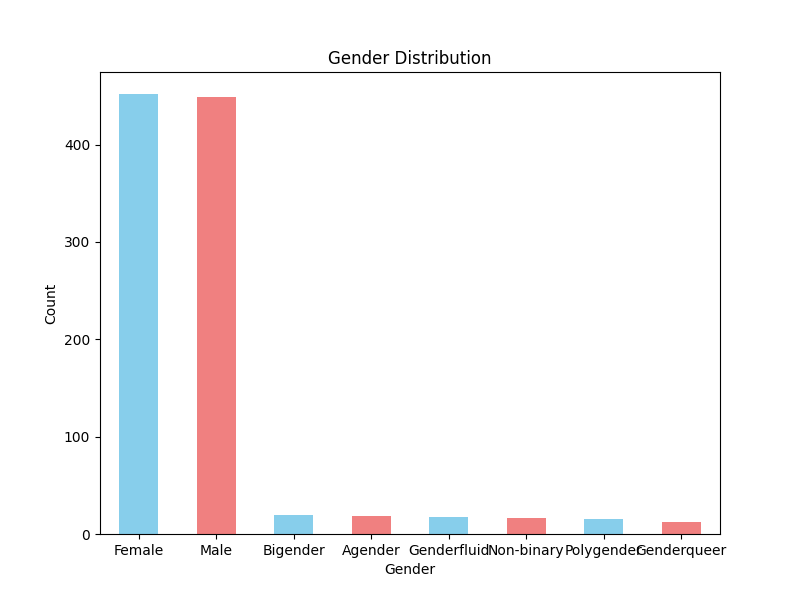 Gender Distribution
Count
400
300
200
100
0
Female Male Bigender Agender Genderfluid Non-binary Polygender Genderqueer
Gender